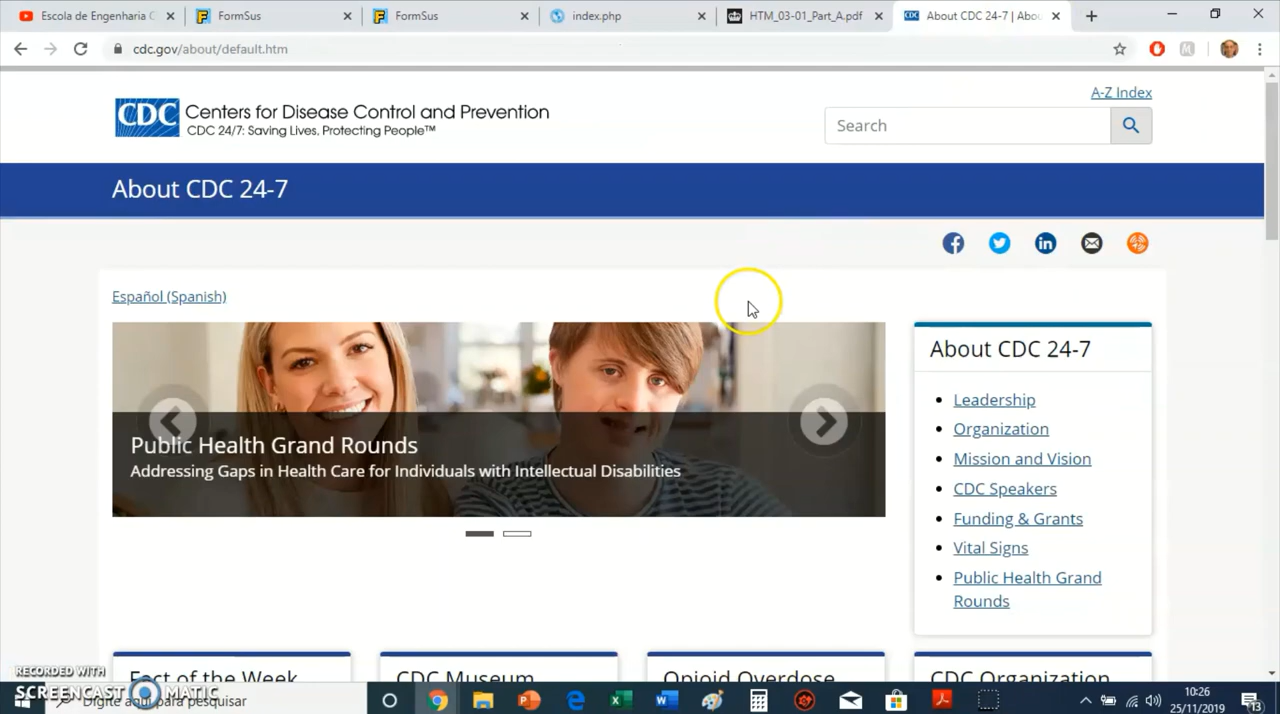 Escola de Engenharia C
FormSus
FormSus
index.php
HTM_03-01_Part_A.pdf
CDC
About CDC 24-7 | Abou
cdc.gov/about/default.htm
A-Z Index
CDC
Centers for Disease Control and Prevention
CDC 24/7: Saving Lives, Protecting People™
Search
About CDC 24-7
Español (Spanish)
Public Health Grand Rounds
Addressing Gaps in Health Care for Individuals with Intellectual Disabilities
About CDC 24-7
Leadership
Organization
Mission and Vision
CDC Speakers
Funding & Grants
Vital Signs
Public Health Grand
Rounds
Fact of the Week
CDC Museum
Opioid Overdose
CDC Organization
RECORDED WITH
SCREENCAST MATIC
Digite aqui para pesquisar
10:26
25/11/2019
13